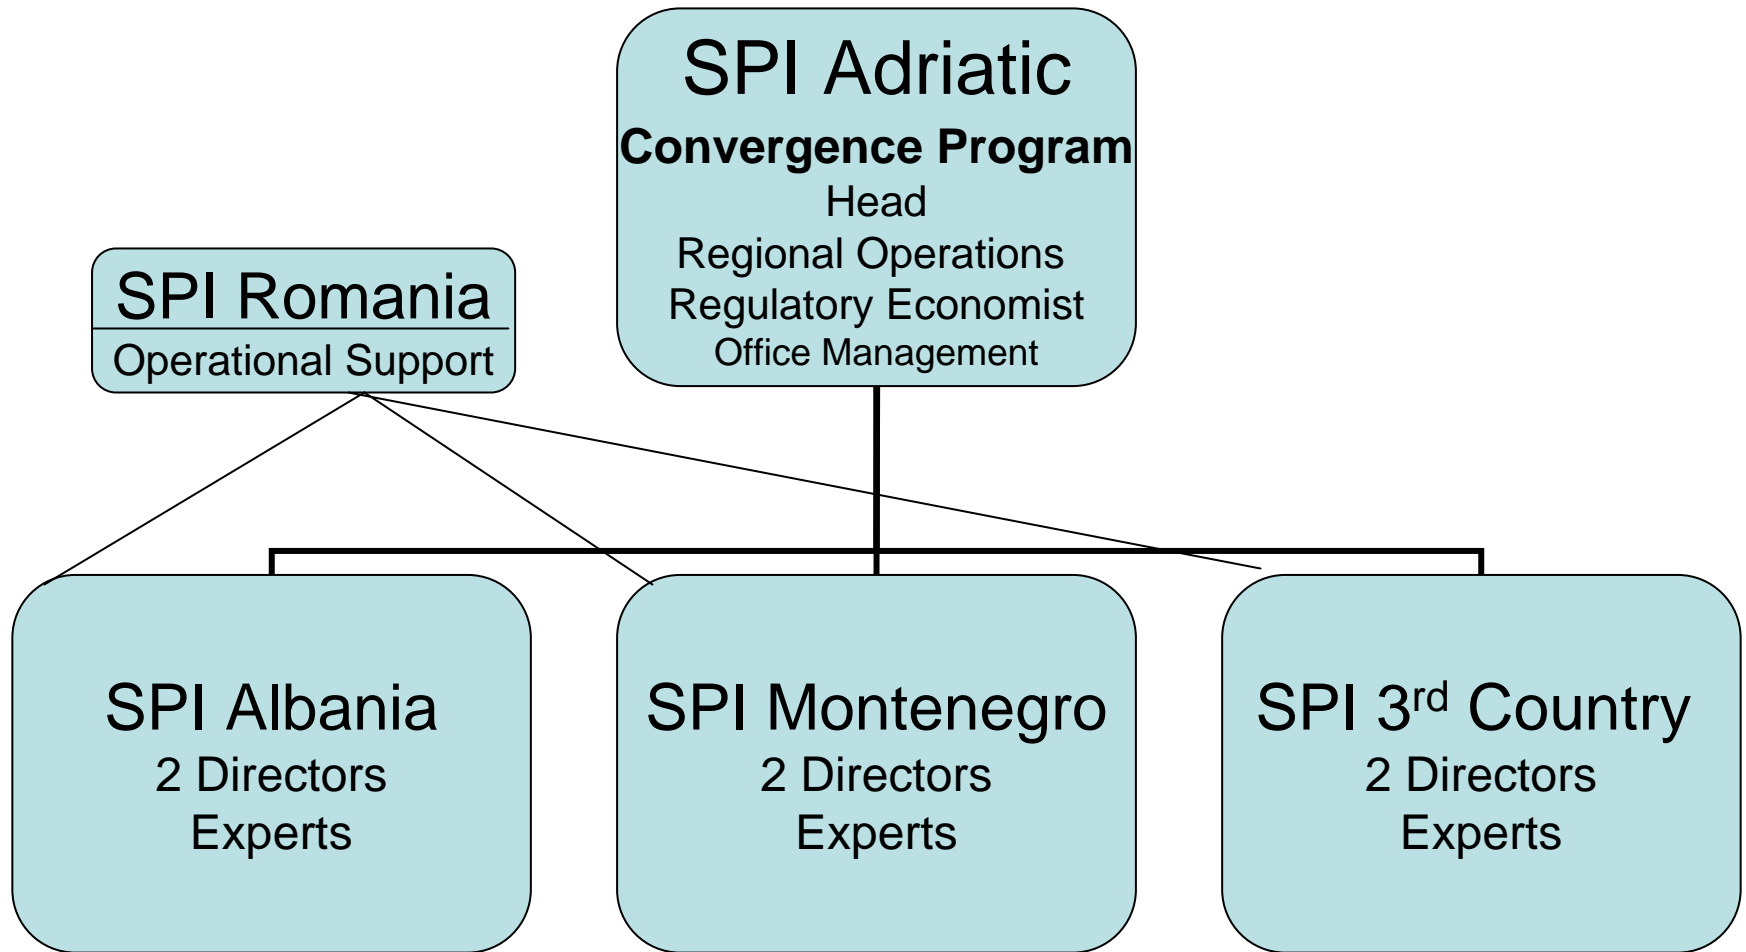 SPI Adriatic
Convergence Program
Head
Regional Operations
Regulatory Economist
Office Management
SPI Romania
Operational Support
SPI Albania
2 Directors
Experts
SPI Montenegro
2 Directors
Experts
SPI 3rd Country
2 Directors
Experts